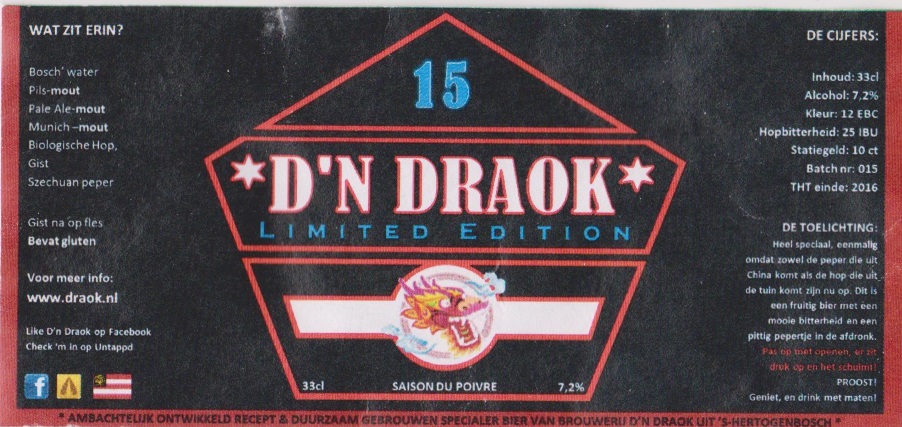 WAT ZIT ERIN?
Bosch' water
Pils-mout
Pale Ale-mout
Munich –mout
Biologische Hop,
Gist
Szechuan peper
Gist na op fles
Bevat gluten
Voor meer info:
www.draok.nl
Like D'n Draok op Facebook
Check 'm in op Untappd
f
15
*D'N DRAOK*
LIMITED EDITION
33cl
SAISON DU POIVRE
7,2%
DE CIJFERS:
Inhoud: 33cl
Alcohol: 7,2%
Kleur: 12 EBC
Hopbitterheid: 25 IBU
Statiegeld: 10 ct
Batch nr: 015
THT einde: 2016
DE TOELICHTING:
Heel speciaal, eenmalig
omdat zowel de peper die uit
China komt als de hop die uit
de tuin komt zijn nu op. Dit is
een fruitig bier met een
mooie bitterheid en een
pittig pepertje in de afdronk.
Pas op met openen, er zit
druk op en het schuimt!
PROOST!
Geniet, en drink met maten!
* AMBACHTELIJK ONTWIKKELD RECEPT & DUURZAAM GEBROUWEN SPECIALER BIER VAN BROUWERIJ D'N DRAOK UIT 'S-HERTOGENBOSCH *